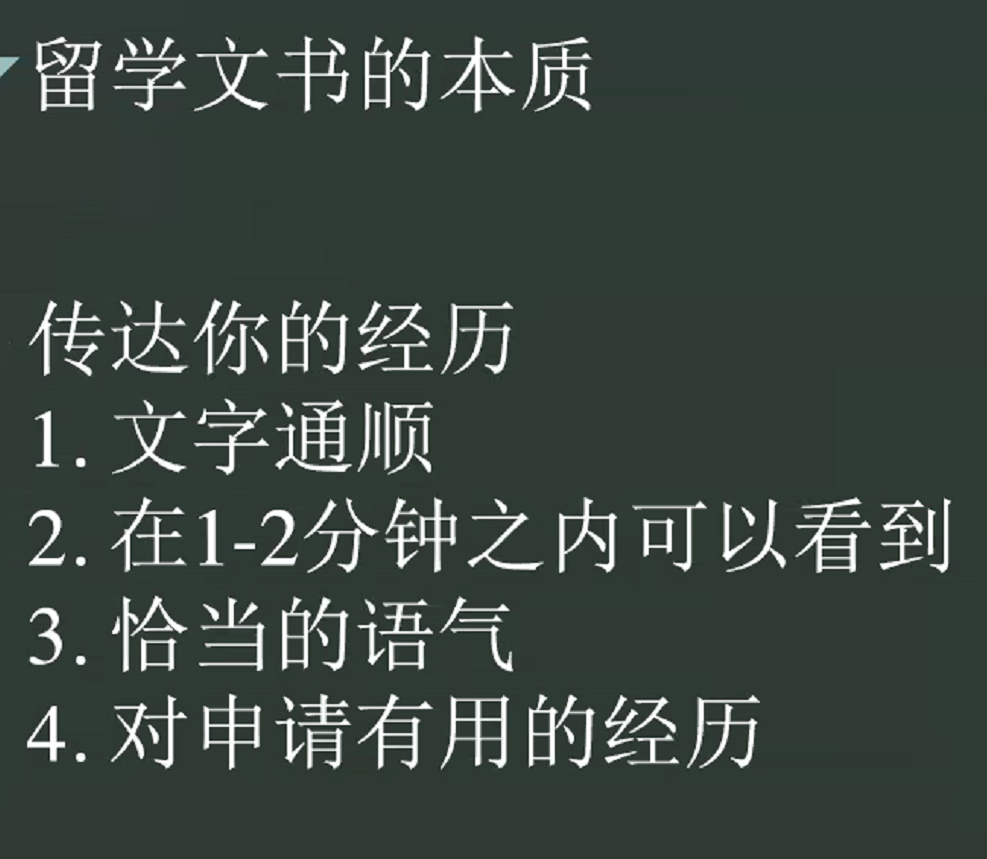 留学文书的本质
传达你的经历
1. 文字通顺
2. 在1-2分钟之内可以看到
3. 恰当的语气
4. 对申请有用的经历